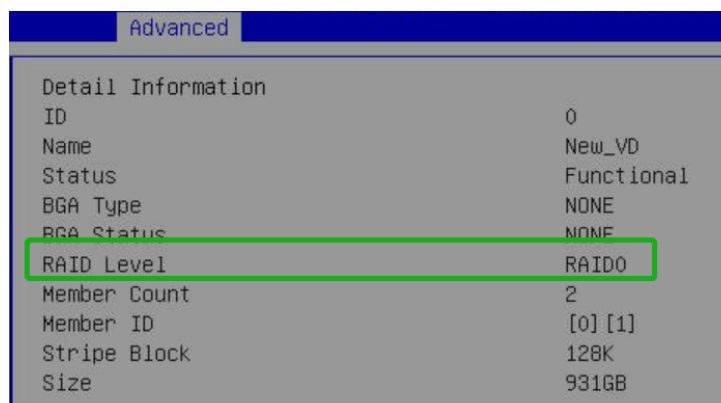 Advanced
Detail Information
ID 0
Name New_VD
Status Functional
BGA Type NONE
BGA Status NONE
RAID Level RAID0
Member Count 2
Member ID [0][1]
Stripe Block 128K
Size 931GB